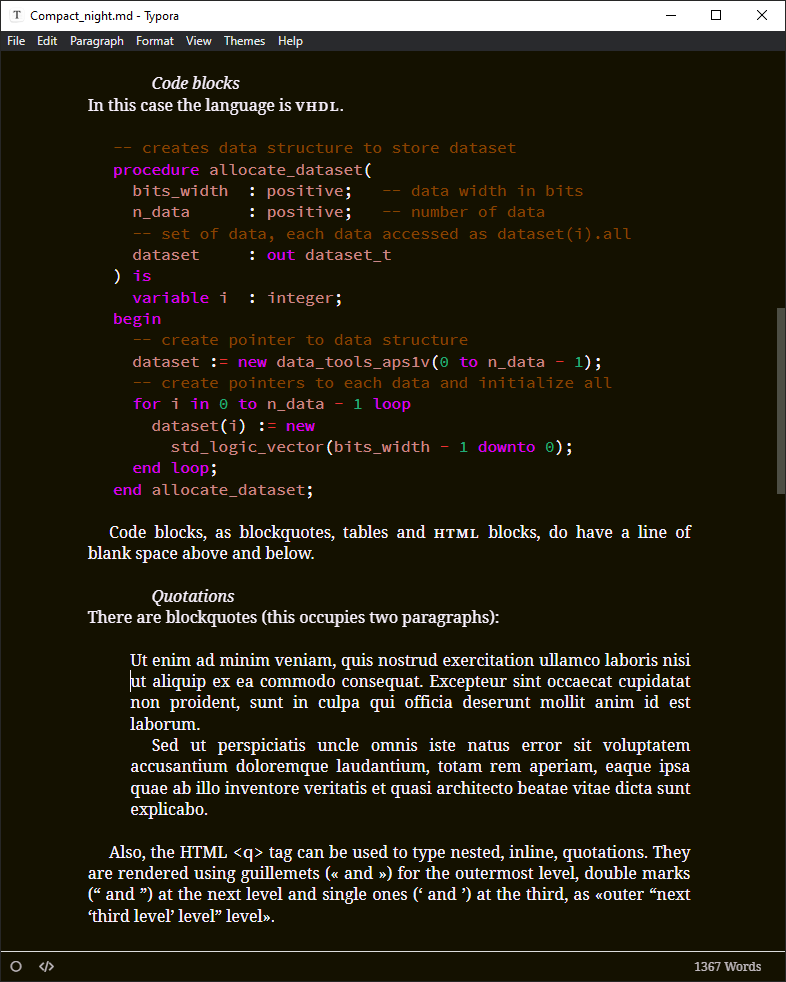 T Compact_night.md - Typora
File Edit Paragraph Format View Themes Help
Code blocks
In this case the language is VHDL.
-- creates data structure to store dataset
procedure allocate_dataset(
bits_width : positive; -- data width in bits
n_data : positive; -- number of data
-- set of data, each data accessed as dataset(i).all
dataset : out dataset_t
) is
variable i : integer;
begin
-- create pointer to data structure
dataset := new data_tools_aps1v(0 to n_data - 1);
-- create pointers to each data and initialize all
for i in 0 to n_data - 1 loop
dataset(i) := new
std_logic_vector(bits_width - 1 downto 0);
end loop;
end allocate_dataset;
Code blocks, as blockquotes, tables and HTML blocks, do have a line of
blank space above and below.
Quotations
There are blockquotes (this occupies two paragraphs):
Ut enim ad minim veniam, quis nostrud exercitation ullamco laboris nisi
ut aliquip ex ea commodo consequat. Excepteur sint occaecat cupidatat
non proident, sunt in culpa qui officia deserunt mollit anim id est
laborum.
Sed ut perspiciatis uncle omnis iste natus error sit voluptatem
accusantium doloremque laudantium, totam rem aperiam, eaque ipsa
quae ab illo inventore veritatis et quasi architecto beatae vitae dicta sunt
explicabo.
Also, the HTML <q> tag can be used to type nested, inline, quotations. They
are rendered using guillemets (« and ») for the outermost level, double marks
(“ and ”) at the next level and single ones (‘ and ’) at the third, as «outer “next
‘third level’ level” level».
1367 Words